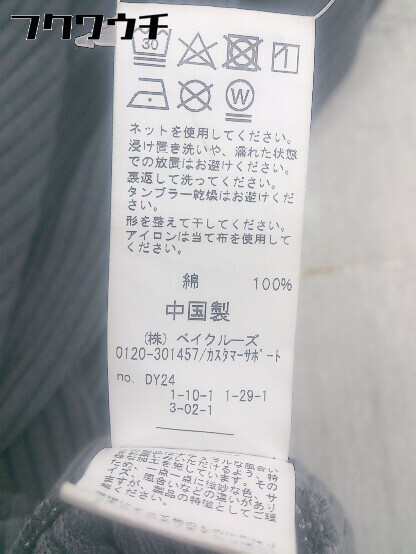 フクウウチ
30
1
W
ネットを使用してください。
浸け置き洗いや、濡れた状態
での放置はお避けください。
裏返して洗ってください。
タンブラー乾燥はお避けくだ
さい。
形を整えて干してください。
アイロンは当て布を使用して
ください。
綿 100%
中国製
(株) ベイクルーズ
0120-301457/カスタマーサポート
no. DY24
1-10-1 1-29-1
3-02-1